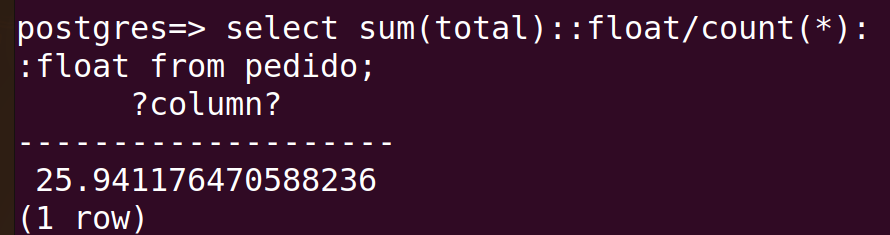 postgres=> select sum(total)::float/count(*):
:float from pedido;
      ?column?
--------------------
 25.941176470588236
(1 row)